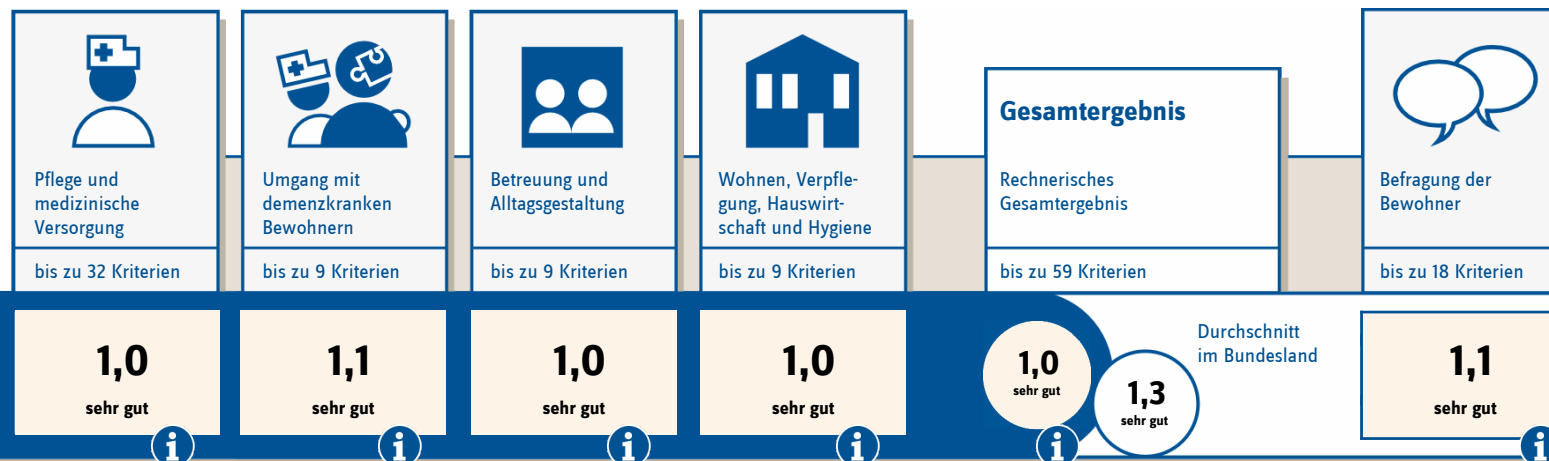 Pflege und
medizinische
Versorgung
bis zu 32 Kriterien
1,0
sehr gut
i
Umgang mit
demenzkranken
Bewohnern
bis zu 9 Kriterien
1,1
sehr gut
i
Betreuung und
Alltagsgestaltung
bis zu 9 Kriterien
1,0
sehr gut
i
Wohnen, Verpfle-
gung, Hauswirt-
schaft und Hygiene
bis zu 9 Kriterien
1,0
sehr gut
i
Gesamtergebnis
Rechnerisches
Gesamtergebnis
bis zu 59 Kriterien
1,0
sehr gut
i
1,3
sehr gut
Durchschnitt
im Bundesland
Befragung der
Bewohner
bis zu 18 Kriterien
1,1
sehr gut
i